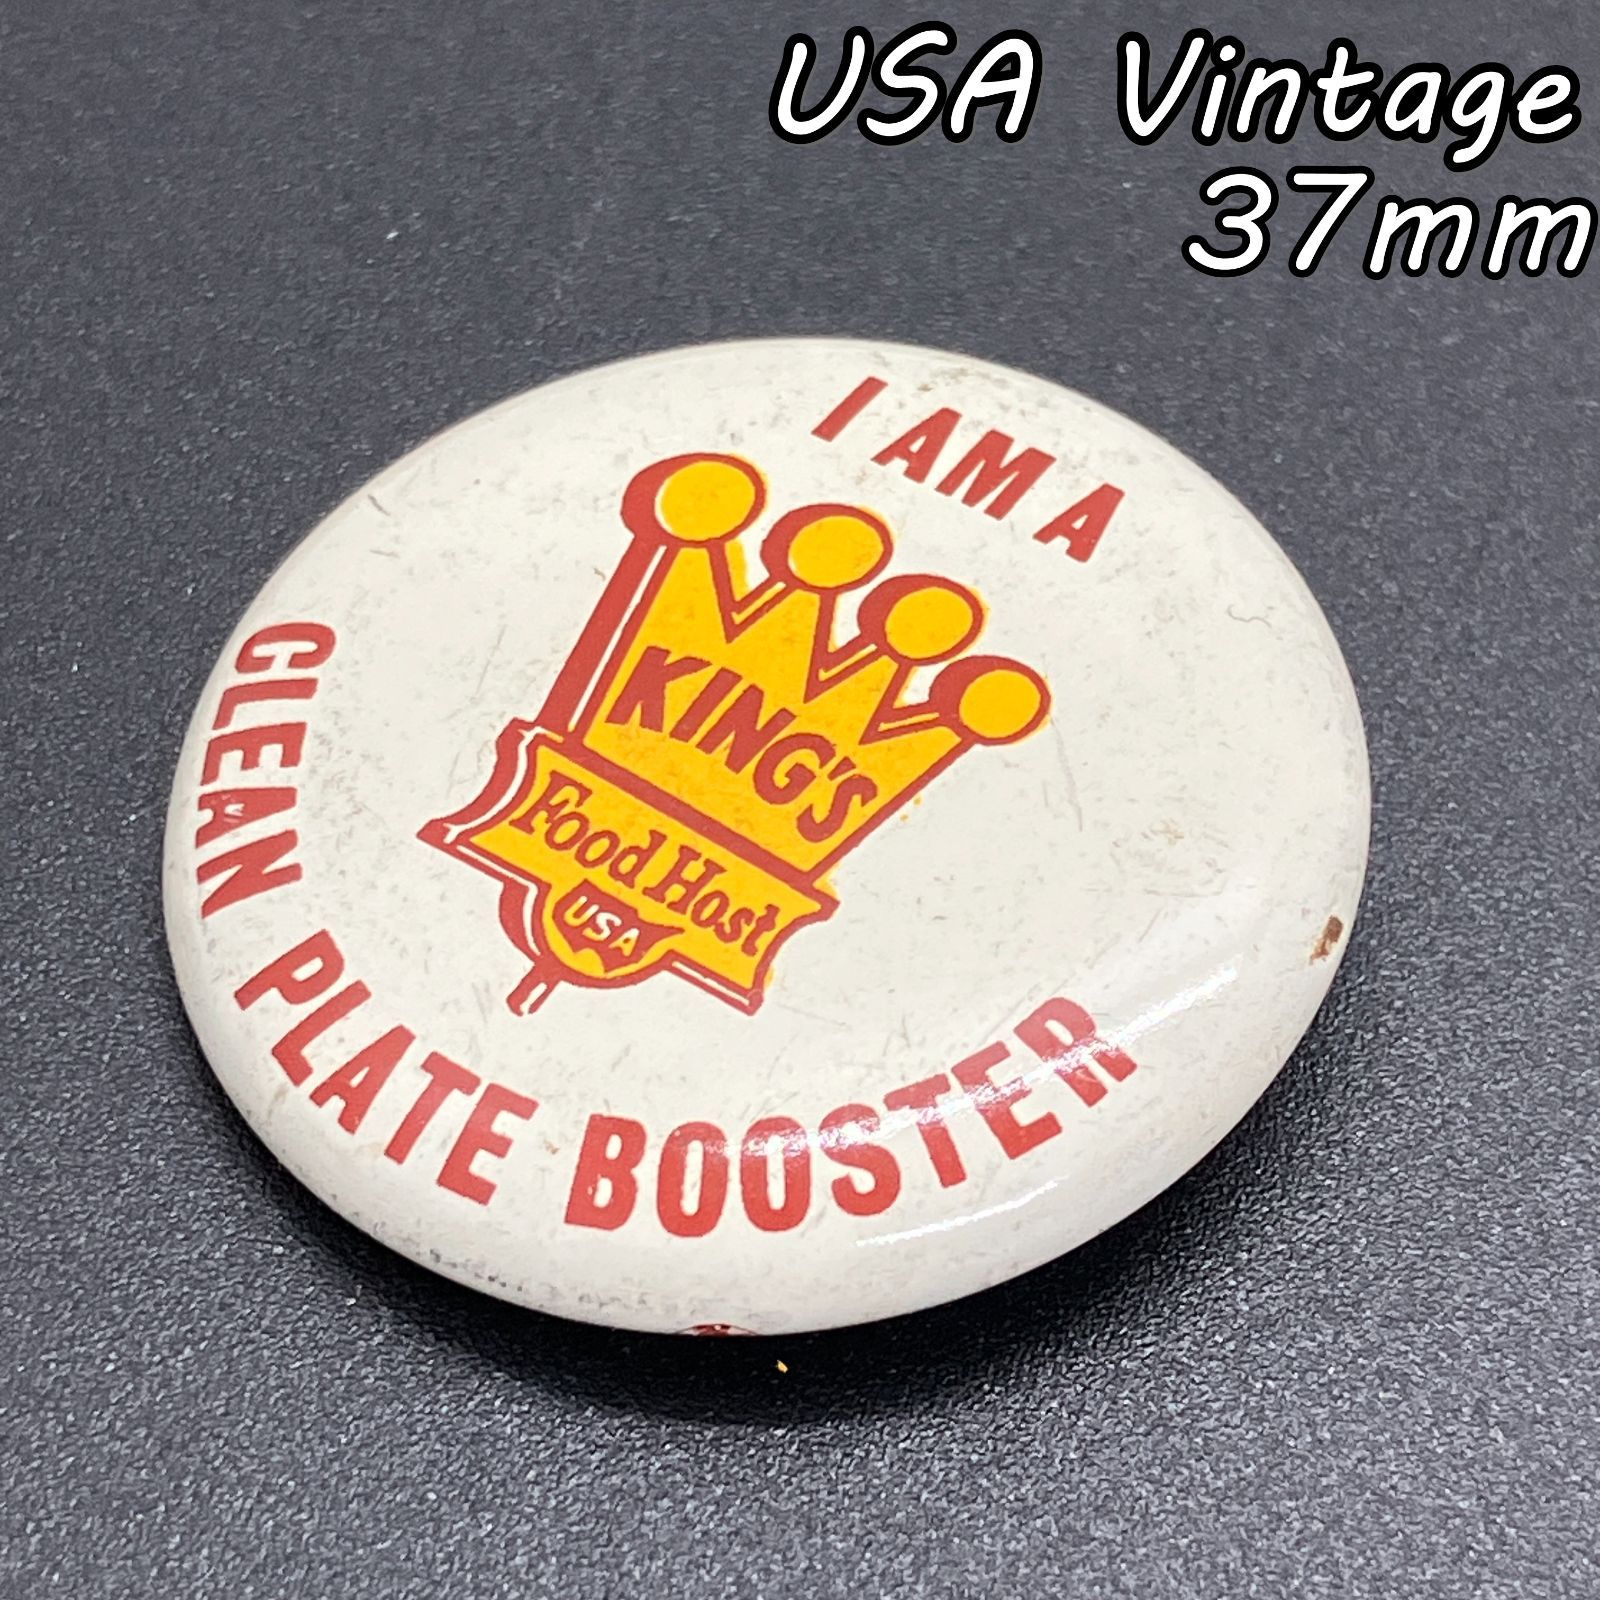 USA Vintage
37mm
I AM A
KING'S
Food Host
USA
CLEAN PLATE BOOSTER